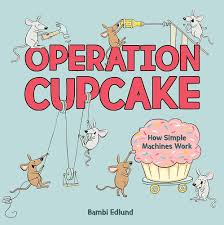 OPERATION
CUPCAKE
How Simple
Machines Work
Bambi Edlund